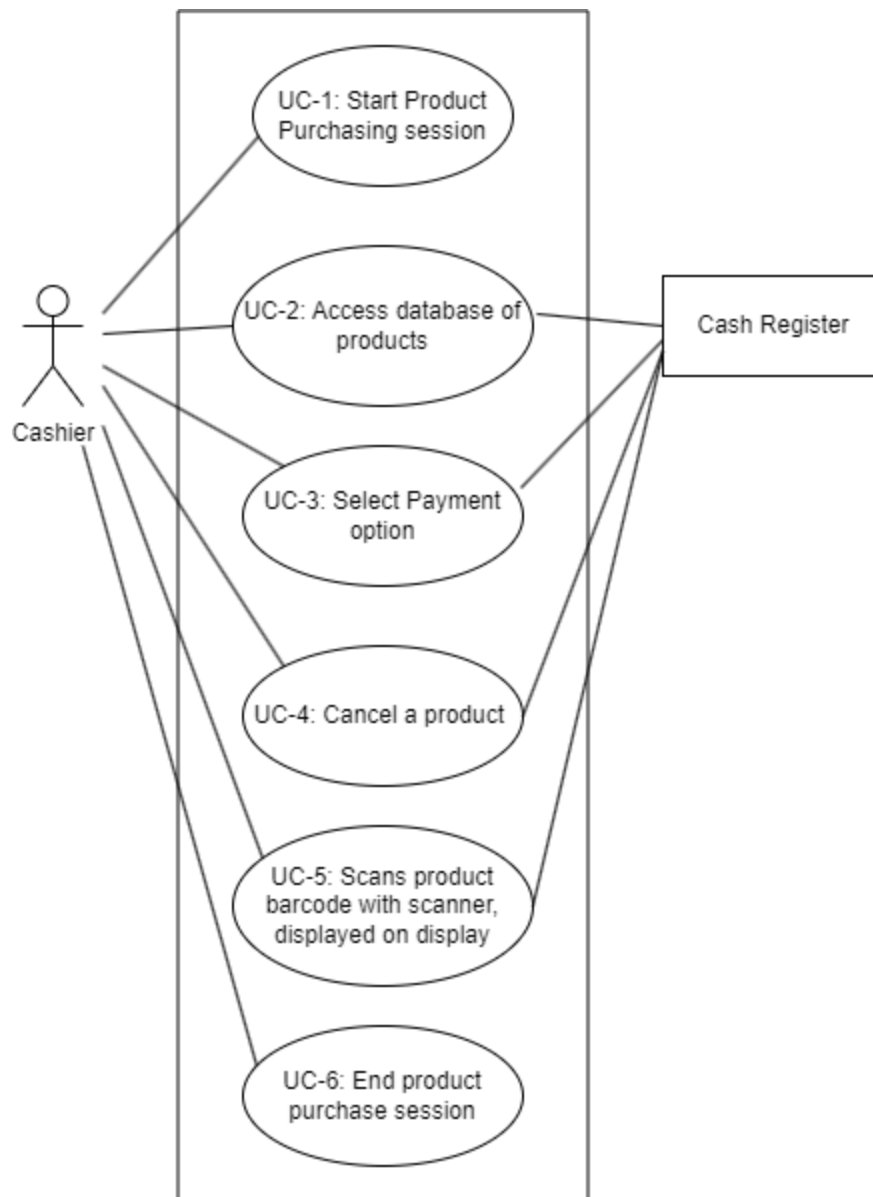 UC-1: Start Product
Purchasing session
UC-2: Access database of
products
Cash Register
Cashier
UC-3: Select Payment
option
UC-4: Cancel a product
UC-5: Scans product
barcode with scanner,
displayed on display
UC-6: End product
purchase session